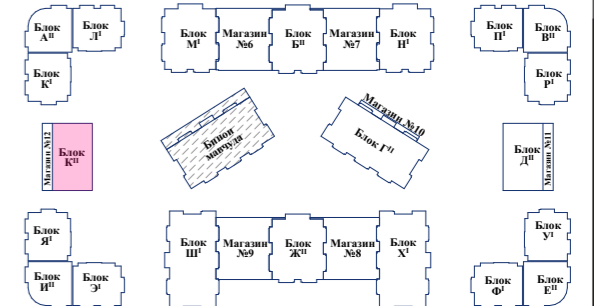 Блок
Аᴵᴵ
Блок
Лᴵ
Блок
Кᴵ
Блок
Мᴵ
Магазин
№6
Блок
Бᴵᴵ
Магазин
№7
Блок
Нᴵ
Блок
Пᴵ
Блок
Вᴵᴵ
Блок
Рᴵ
Магазин №12
Блок
Кᴵᴵ
Бинои
мавҷуда
Магазин №10
Блок Гᴵᴵ
Блок
Дᴵᴵ
Магазин №11
Блок
Яᴵ
Блок
Иᴵᴵ
Блок
Эᴵ
Блок
Шᴵ
Магазин
№9
Блок
Жᴵᴵ
Магазин
№8
Блок
Хᴵ
Блок
Уᴵ
Блок
Фᴵ
Блок
Еᴵᴵ